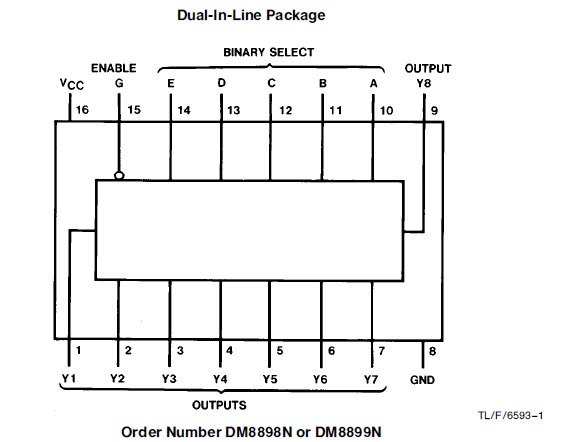 Dual-In-Line Package
BINARY SELECT
ENABLE OUTPUT
VCC G E D C B A Y8
16 15 14 13 12 11 10 9
1 2 3 4 5 6 7 8
Y1 Y2 Y3 Y4 Y5 Y6 Y7 GND
OUTPUTS
TL/F/6593–1
Order Number DM8898N or DM8899N